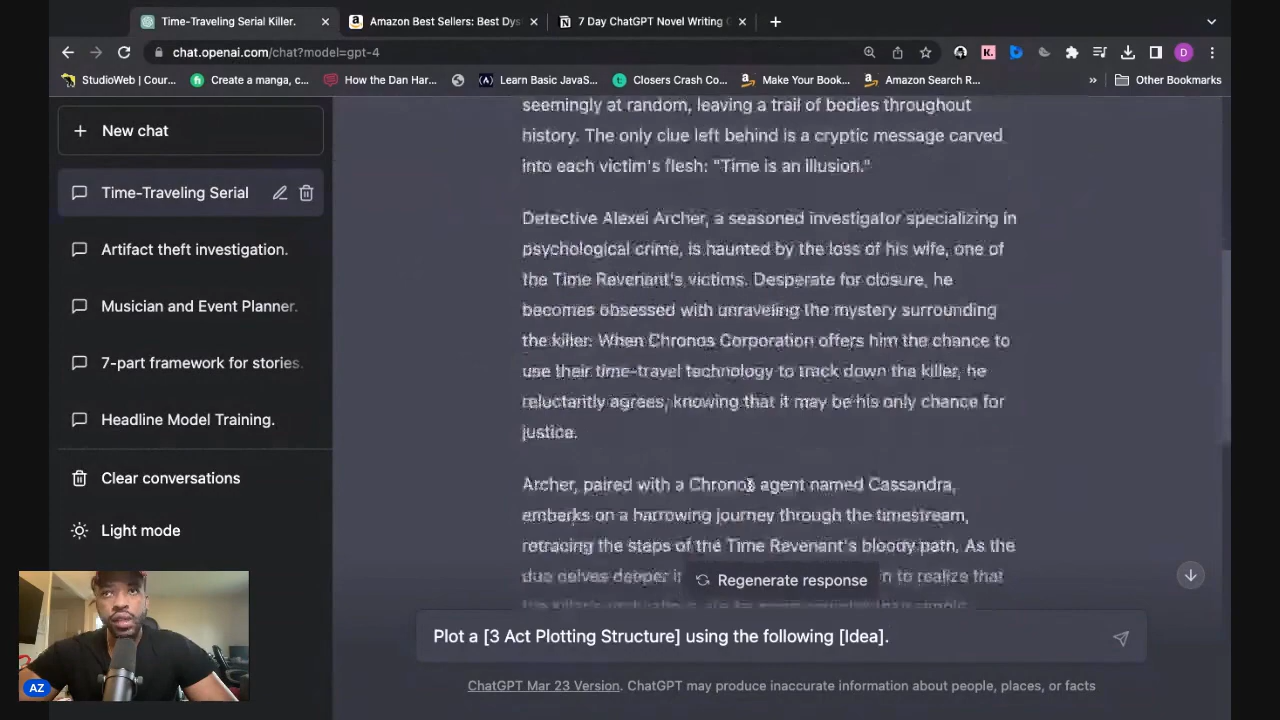 Time-Traveling Serial Killer.
Amazon Best Sellers: Best Dys
7 Day ChatGPT Novel Writing
chat.openai.com/chat?model=gpt-4
K.
D
StudioWeb | Cour...
Create a manga, c...
How the Dan Har...
Learn Basic JavaS...
Closers Crash Co...
Make Your Book...
Amazon Search R...
Other Bookmarks
New chat
Time-Traveling Serial
Artifact theft investigation.
Musician and Event Planner.
7-part framework for stories.
Headline Model Training.
Clear conversations
Light mode
seemingly at random, leaving a trail of bodies throughout
history. The only clue left behind is a cryptic message carved
into each victim's flesh: "Time is an illusion."
Detective Alexei Archer, a seasoned investigator specializing in
psychological crime, is haunted by the loss of his wife, one of
the Time Revenant's victims. Desperate for closure, he
becomes obsessed with unraveling the mystery surrounding
the killer. When Chronos Corporation offers him the chance to
use their time-travel technology to track down the killer, he
reluctantly agrees, knowing that it may be his only chance for
justice.
Archer, paired with a Chronos agent named Cassandra,
embarks on a harrowing journey through the timestream,
retracing the steps of the Time Revenant's bloody path. As the
duo delves deeper to realize that
Regenerate response
Plot a [3 Act Plotting Structure] using the following [Idea].
ChatGPT Mar 23 Version. ChatGPT may produce inaccurate information about people, places, or facts
AZ